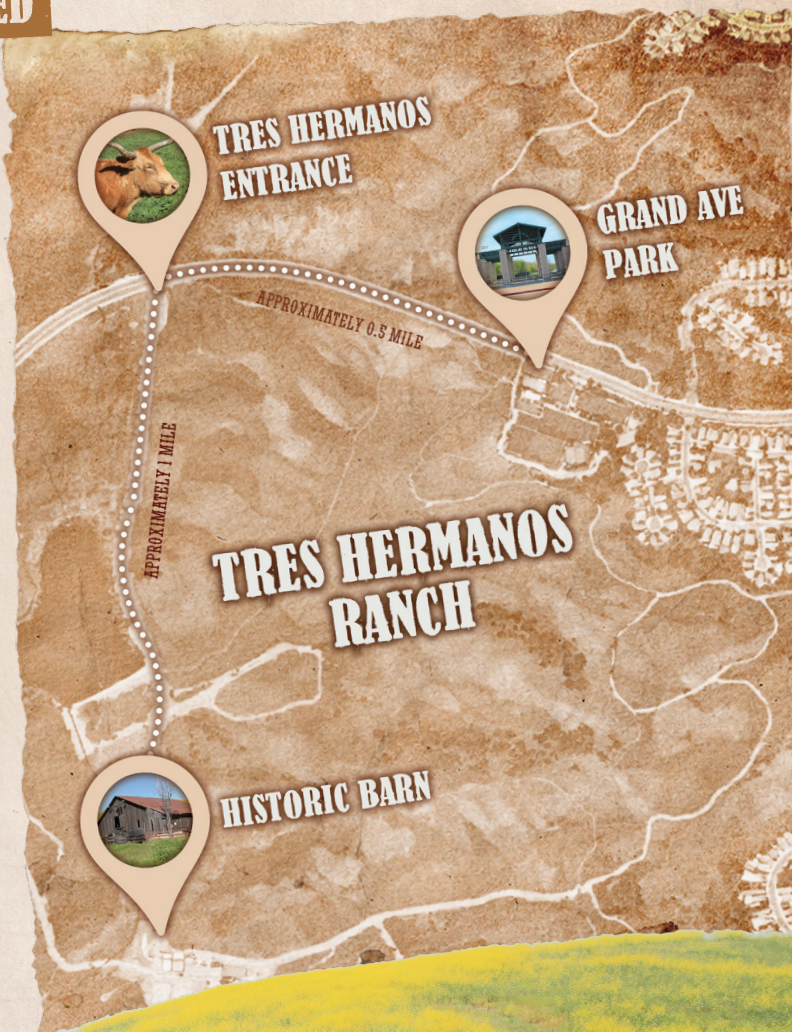 TRES HERMANOS
ENTRANCE
GRAND AVE
PARK
APPROXIMATELY 0.5 MILE
APPROXIMATELY 1 MILE
TRES HERMANOS
RANCH
HISTORIC BARN